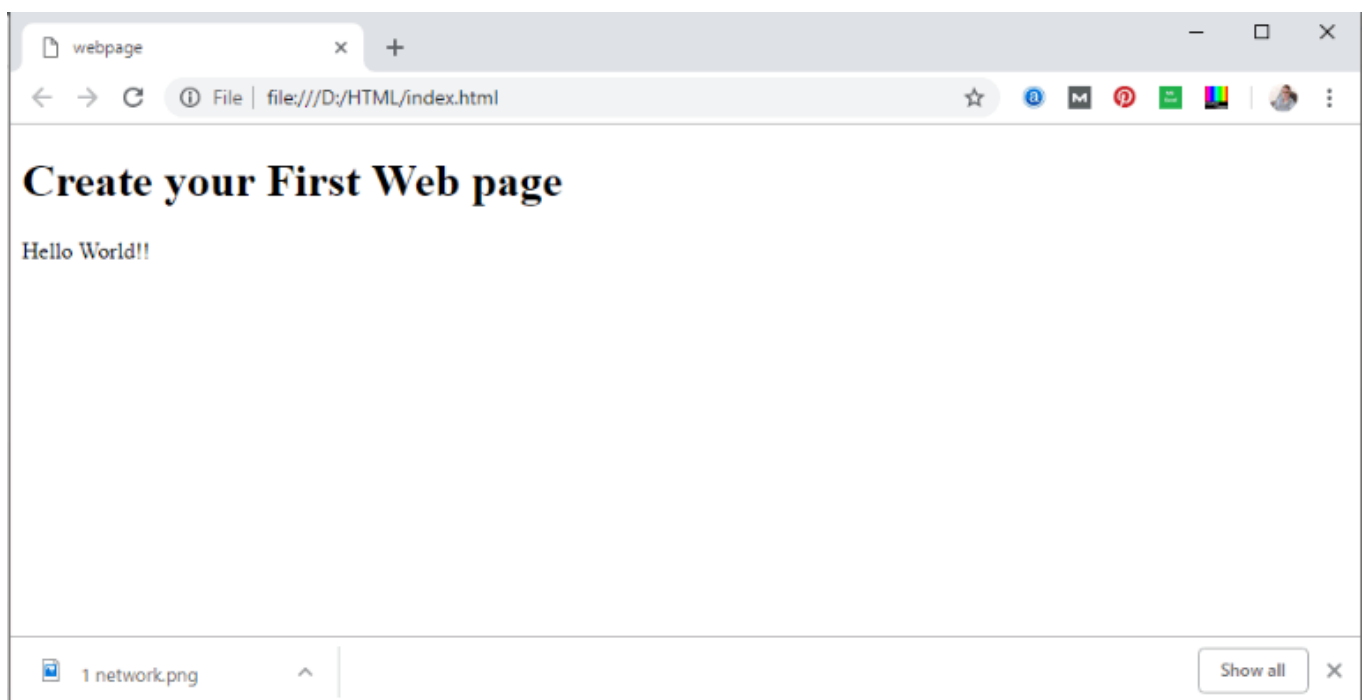 webpage
File file:///D:/HTML/index.html
Create your First Web page
Hello World!!
1 network.png
Show all